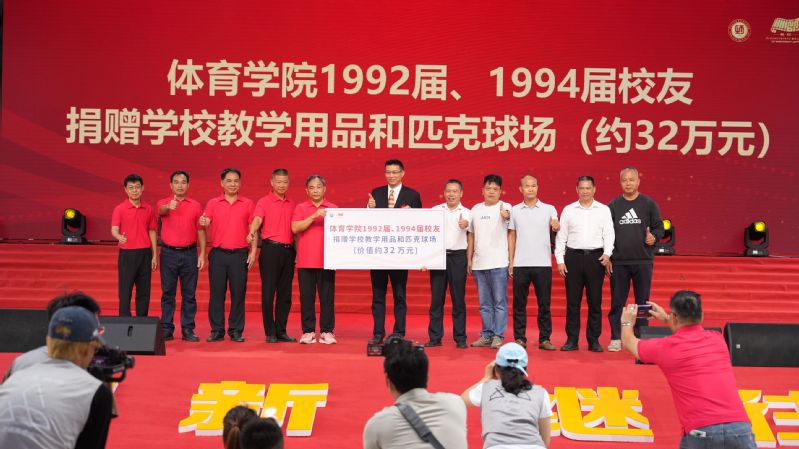 体育学院1992届、1994届校友
捐赠学校教学用品和匹克球场（约32万元）
体育学院1992届、1994届校友
捐赠学校教学用品和匹克球场
(价值约32万元)
adidas
新
继